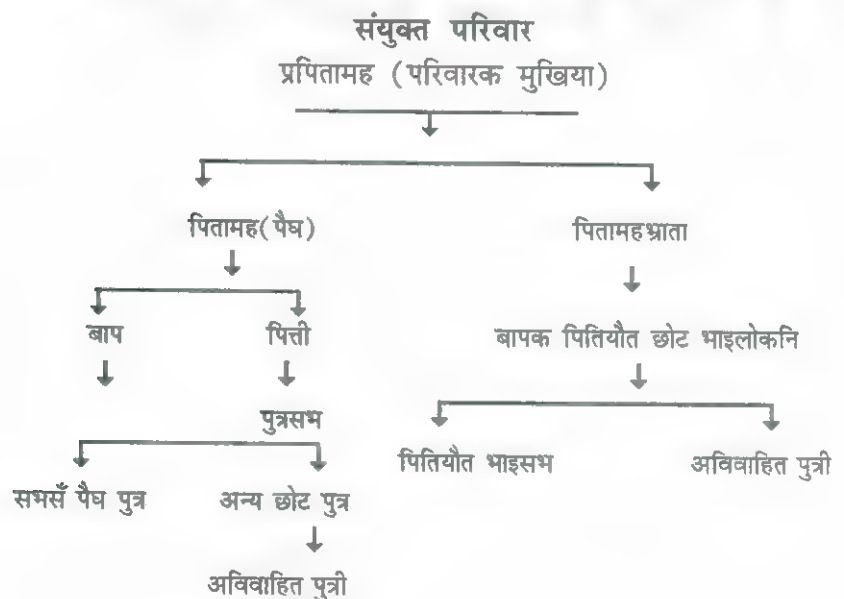 संयुक्त परिवार
प्रपितामह (परिवारक मुखिया)
पितामह(पैघ)
पितामहभ्राता
बाप
पित्ती
बापक पितियौत छोट भाइलोकनि
पुत्रसभ
पितियौत भाइसभ
अविवाहित पुत्री
सभसँ पैघ पुत्र
अन्य छोट पुत्र
अविवाहित पुत्री